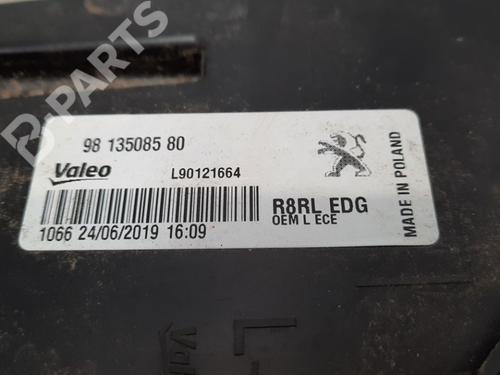 B-PARTS
98 135085 80
Valeo
L90121664
R8RL EDG
OEM L ECE
1066 24/06/2019 16:09
MADE IN POLAND